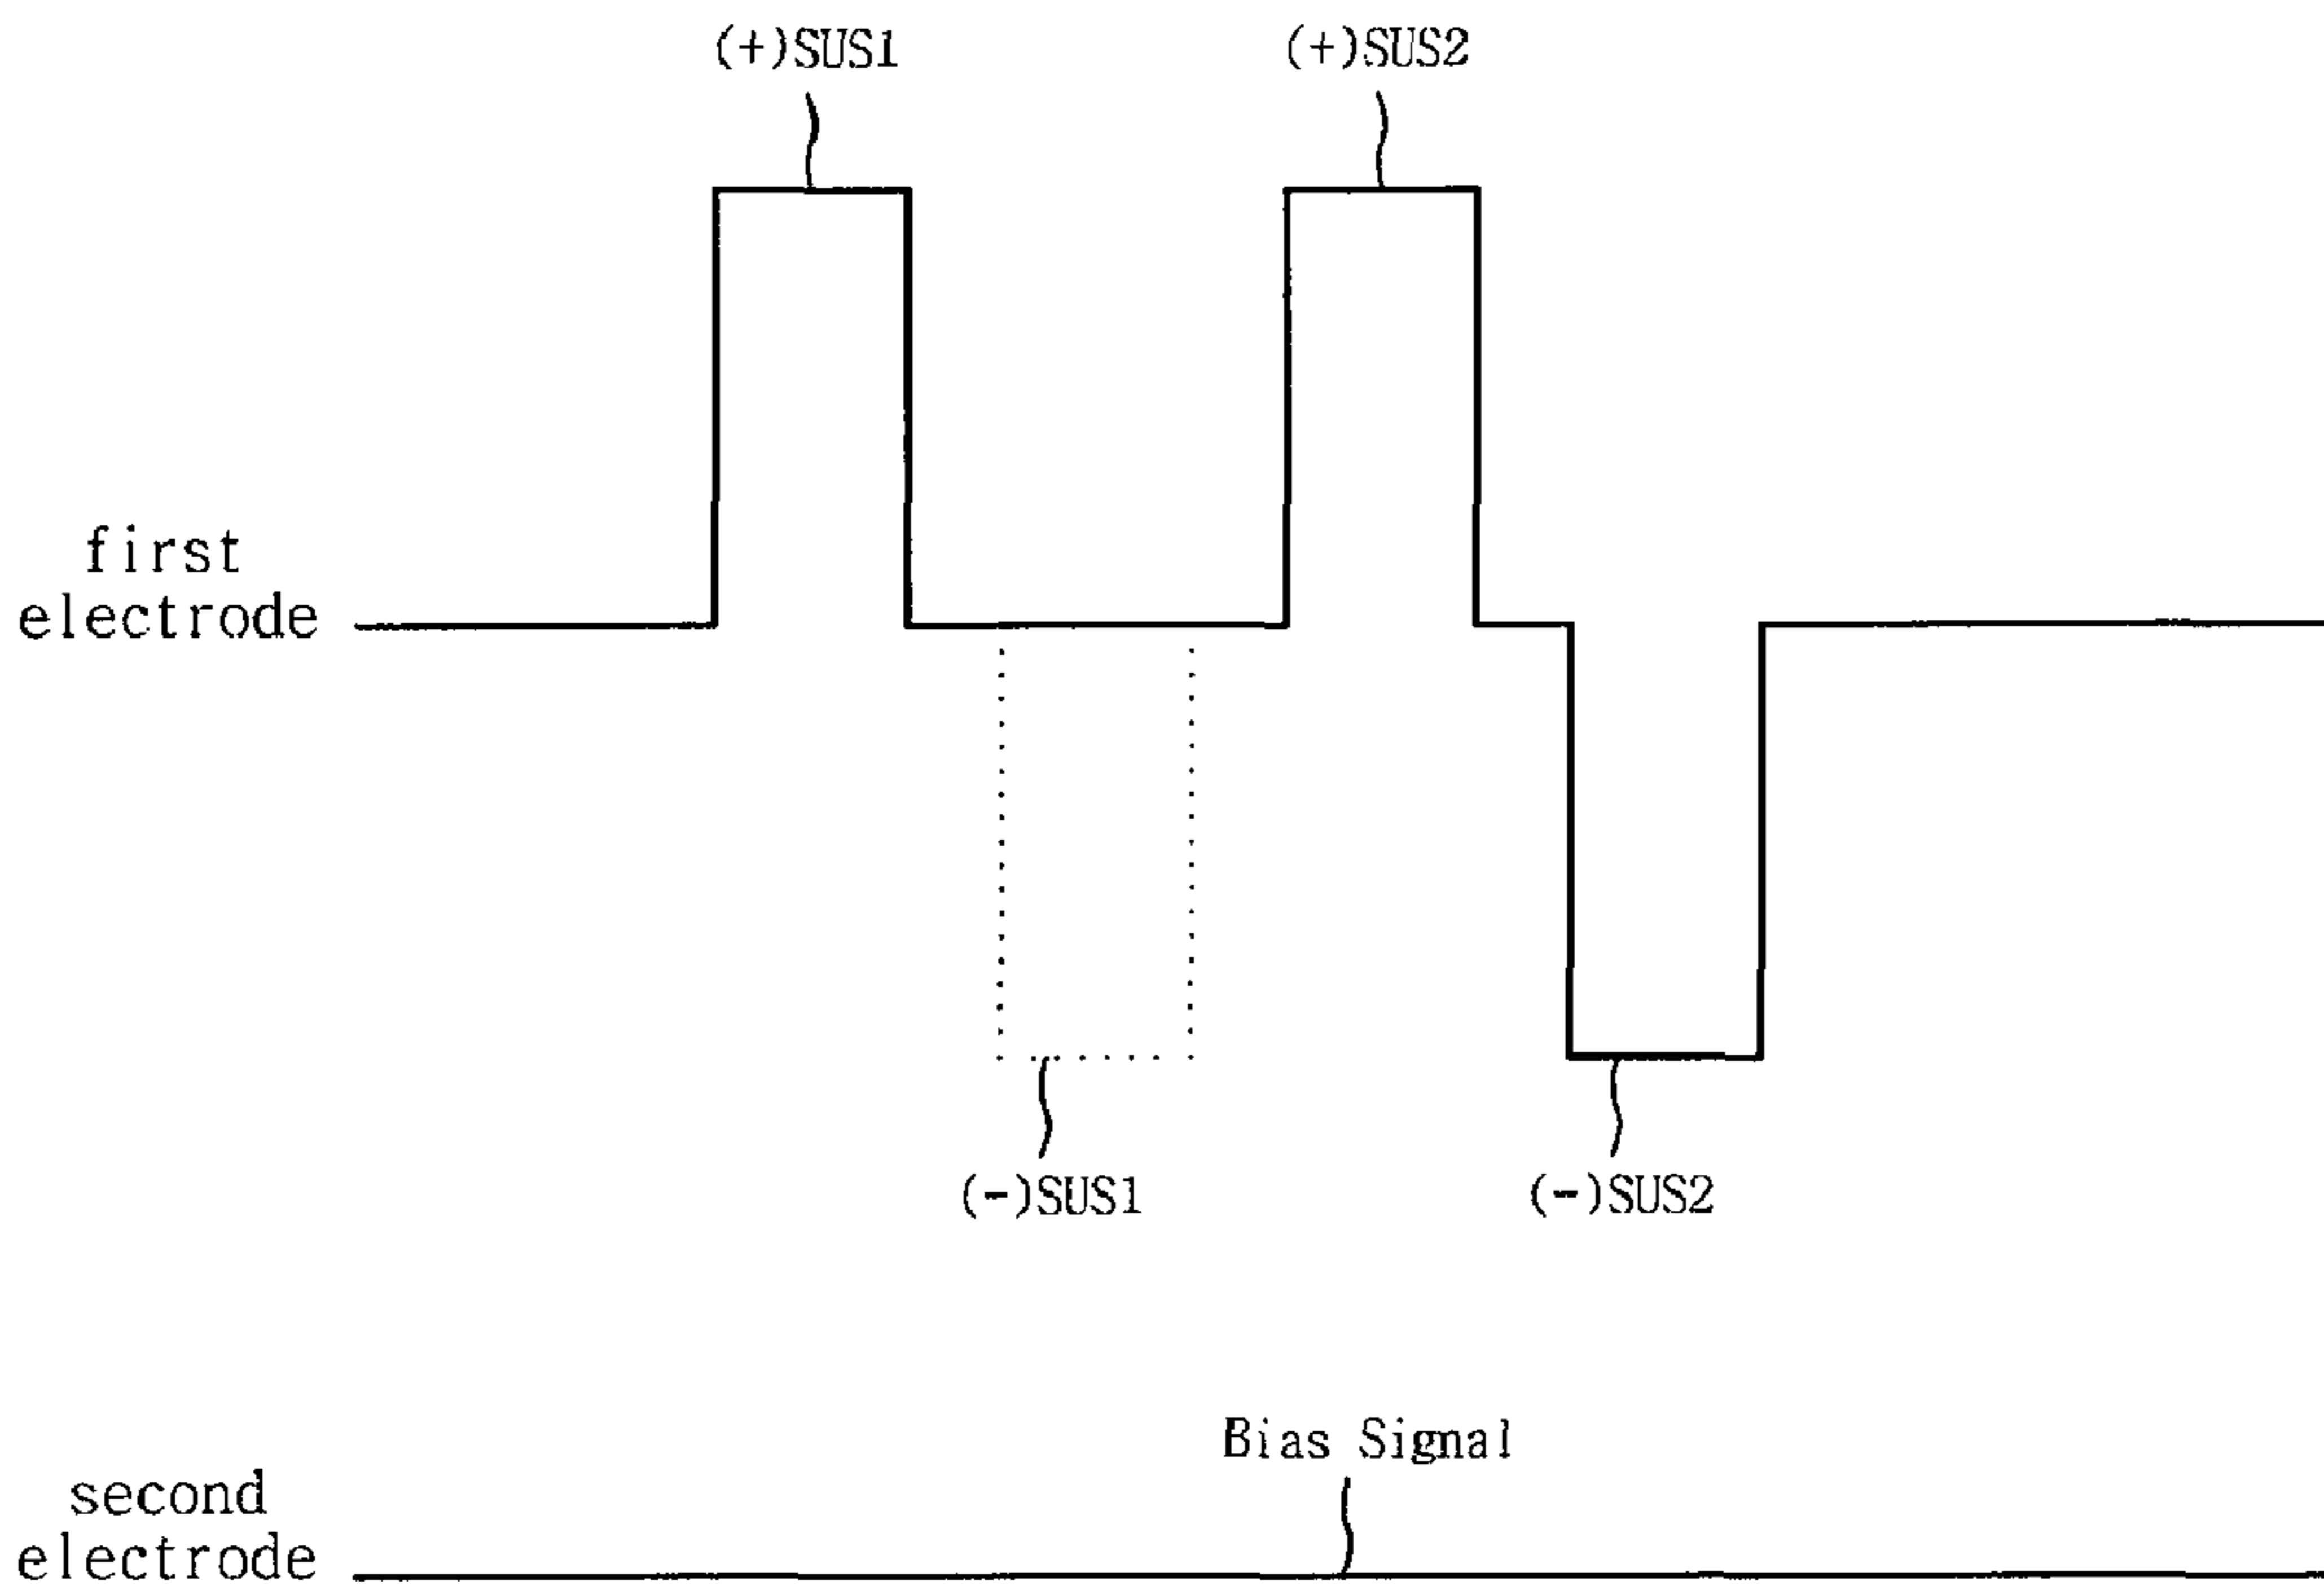 (+)SUS1
(+)SUS2
first
electrode
(-)SUS1
(-)SUS2
Bias Signal
second
electrode